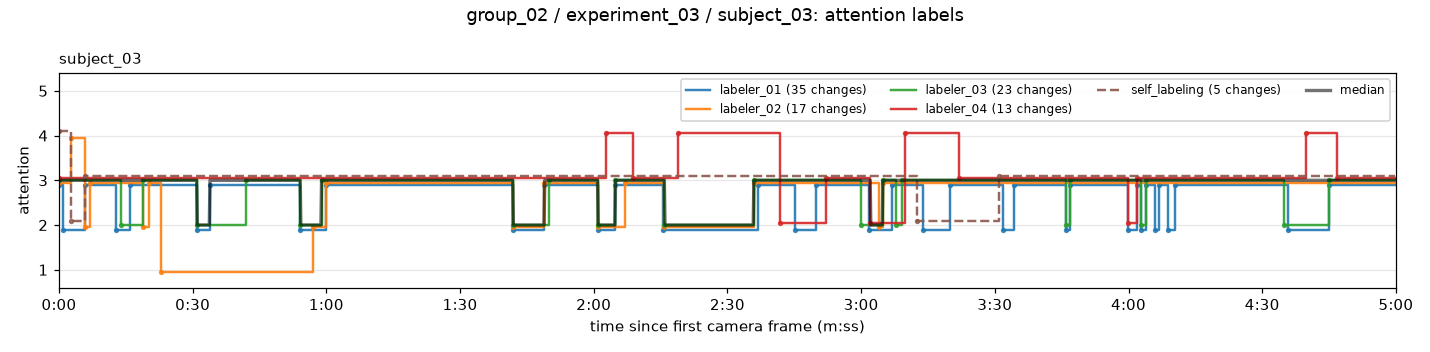 group_02 / experiment_03 / subject_03: attention labels
subject_03
labeler_01 (35 changes)
labeler_02 (17 changes)
labeler_03 (23 changes)
labeler_04 (13 changes)
self_labeling (5 changes)
median
attention
5
4
3
2
1
0:00 0:30 1:00 1:30 2:00 2:30 3:00 3:30 4:00 4:30 5:00
time since first camera frame (m:ss)